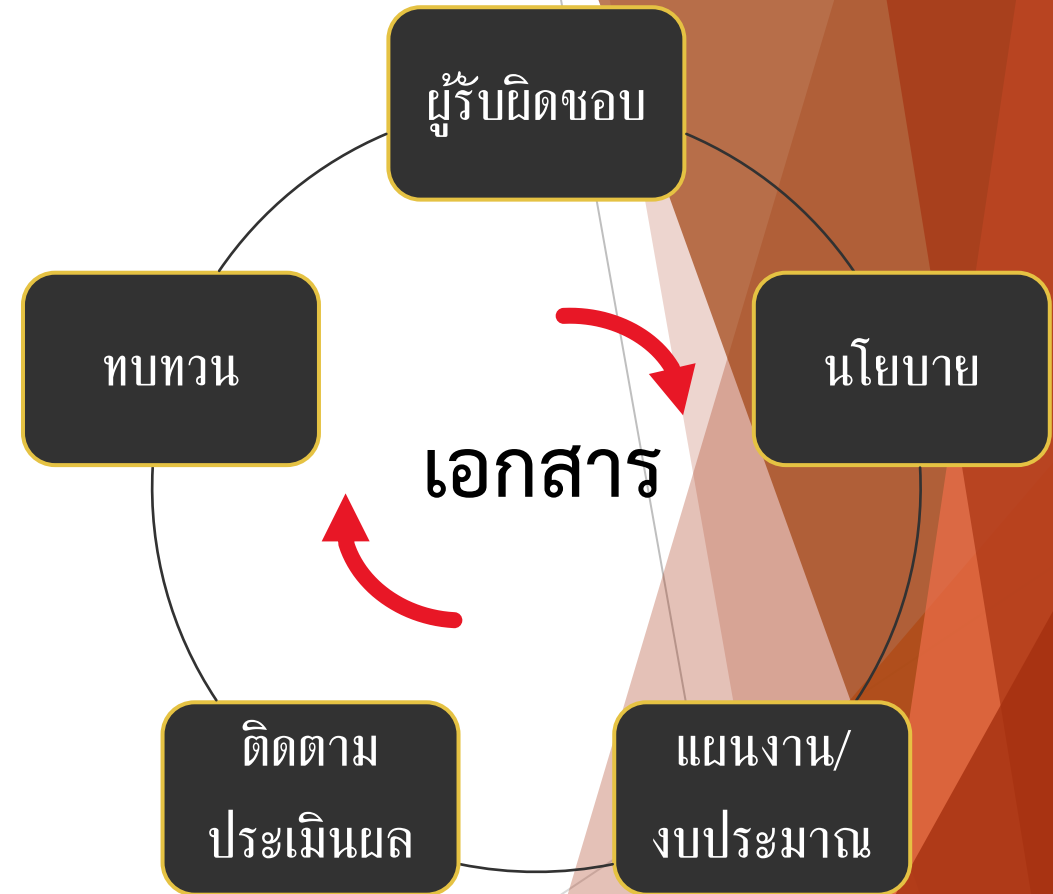 ผู้รับผิดชอบ
นโยบาย
แผนงาน/
งบประมาณ
ติดตาม
ประเมินผล
ทบทวน
เอกสาร